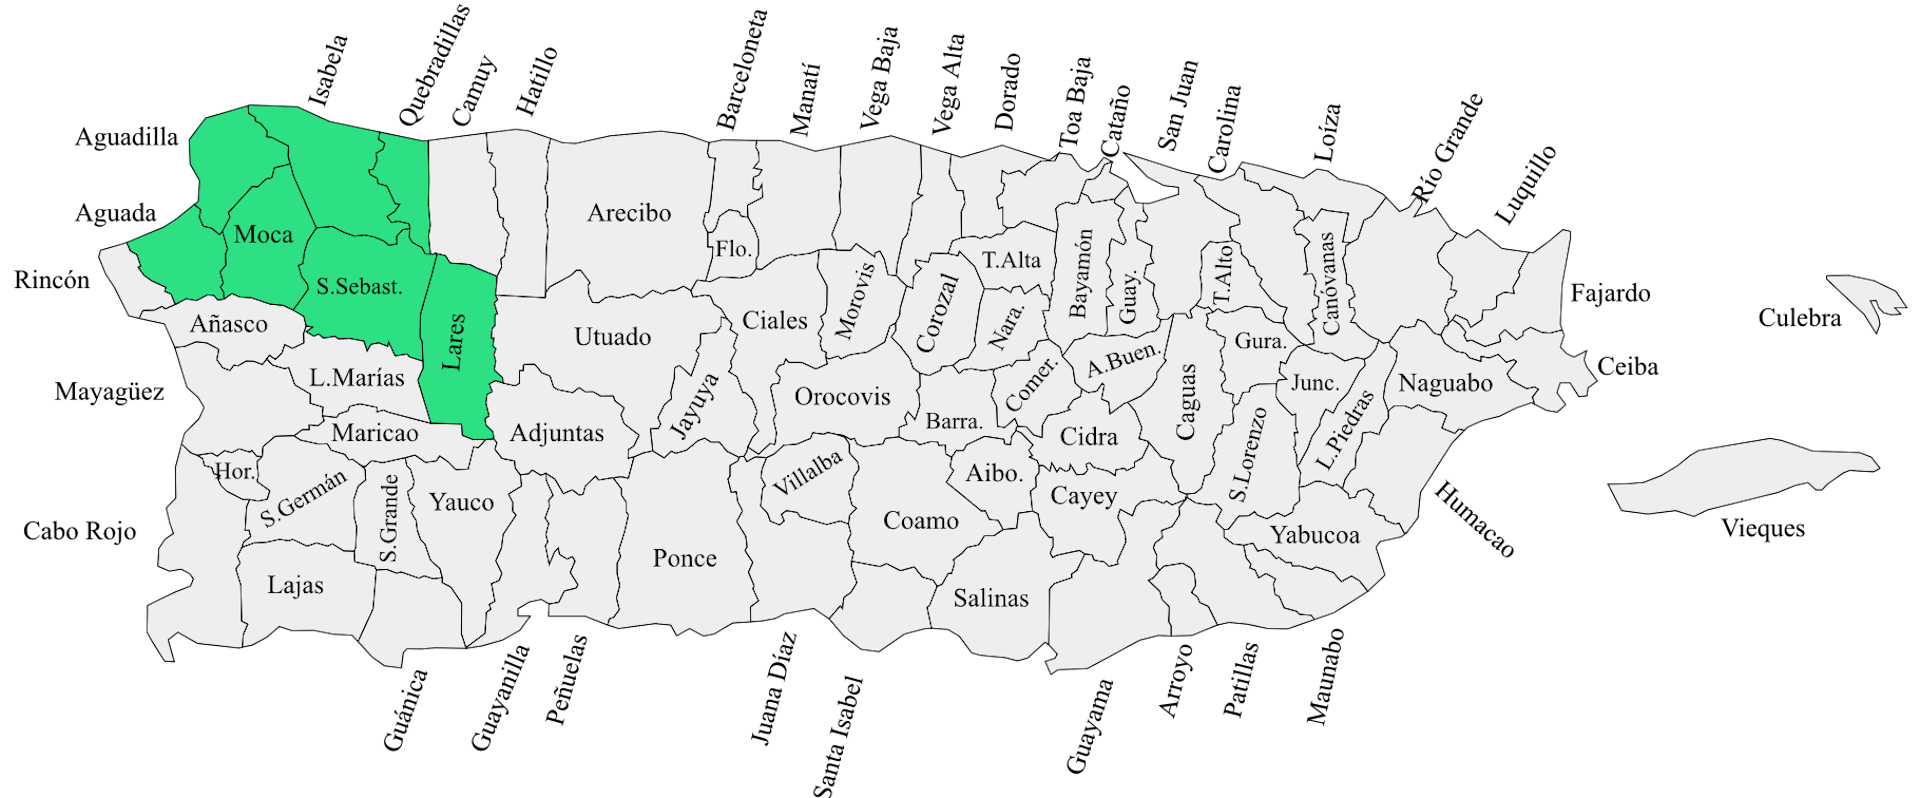 Isabela
Quebradillas
Camuy
Hatillo
Barceloneta
Manatí
Vega Baja
Vega Alta
Dorado
Toa Baja
Cataño
San Juan
Carolina
Loíza
Río Grande
Luquillo
Aguadilla
Aguada
Moca
Arecibo
Flo.
T.Alta
Bayamón
Guay.
T.Alto
Canóvanas
Rincón
S.Sebast.
Morovis
Corozal
Nara.
Fajardo
Culebra
Añasco
Lares
Utuado
Ciales
A.Buen.
Gura.
Ceiba
Mayagüez
L.Marías
Jayuya
Orocovis
Comer.
Caguas
Junc.
Naguabo
Maricao
Adjuntas
Barra.
Cidra
S.Lorenzo
L.Piedras
Hor.
S.Germán
S.Grande
Yauco
Villalba
Aibo.
Cayey
Humacao
Cabo Rojo
Coamo
Yabucoa
Vieques
Lajas
Ponce
Salinas
Guánica
Guayanilla
Peñuelas
Juana Díaz
Santa Isabel
Guayama
Arroyo
Patillas
Maunabo